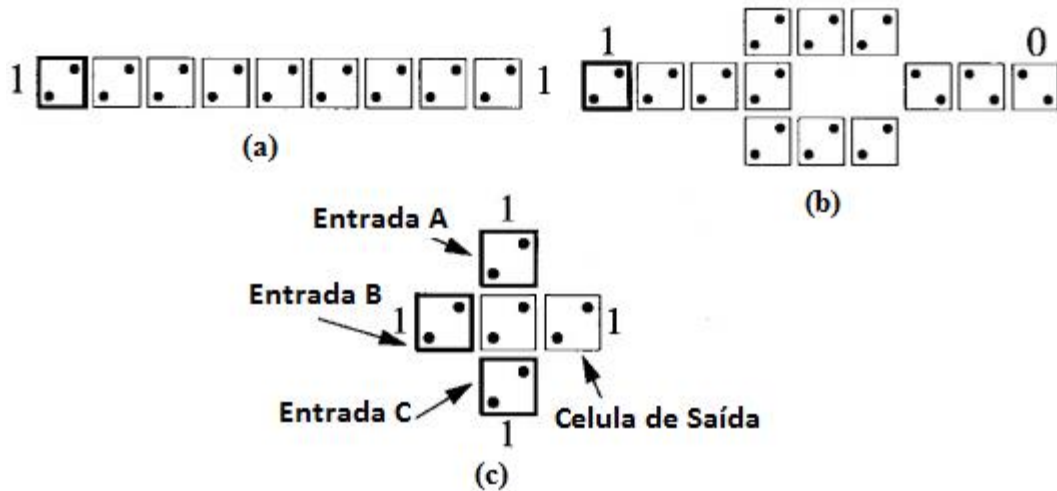 1
1
(a)
1
0
(b)
Entrada A
1
Entrada B
1
1
Entrada C
1
Celula de Saída
(c)